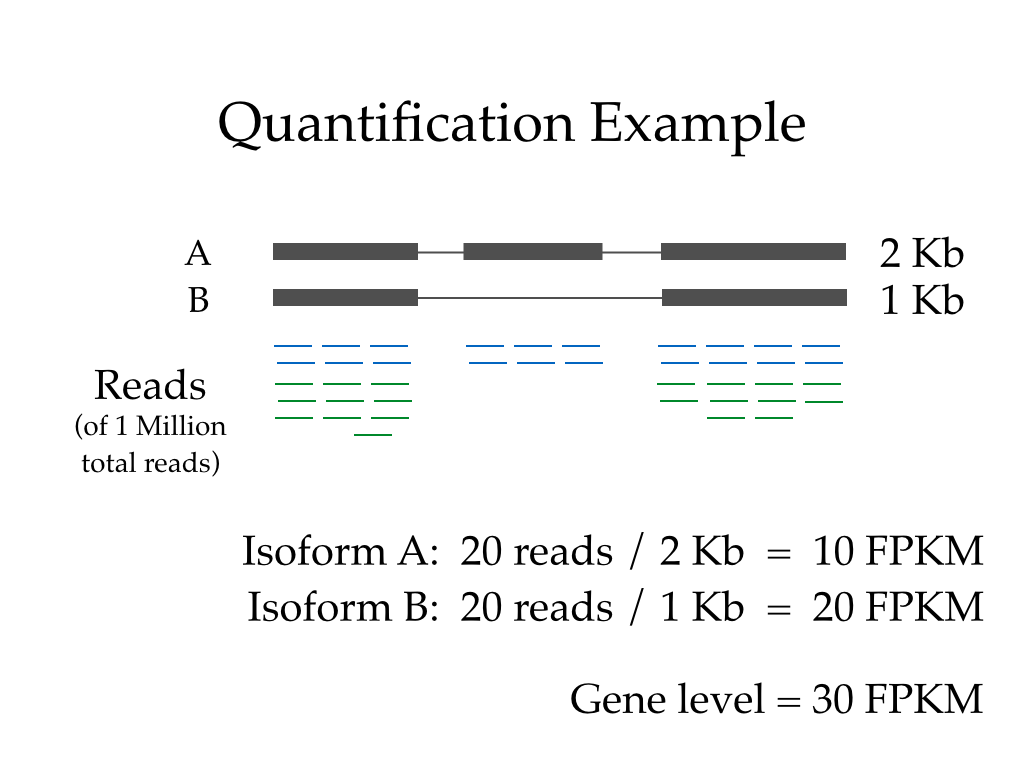 Quantification Example
A 2 Kb
B 1 Kb
Reads
(of 1 Million
total reads)
Isoform A: 20 reads / 2 Kb = 10 FPKM
Isoform B: 20 reads / 1 Kb = 20 FPKM
Gene level = 30 FPKM